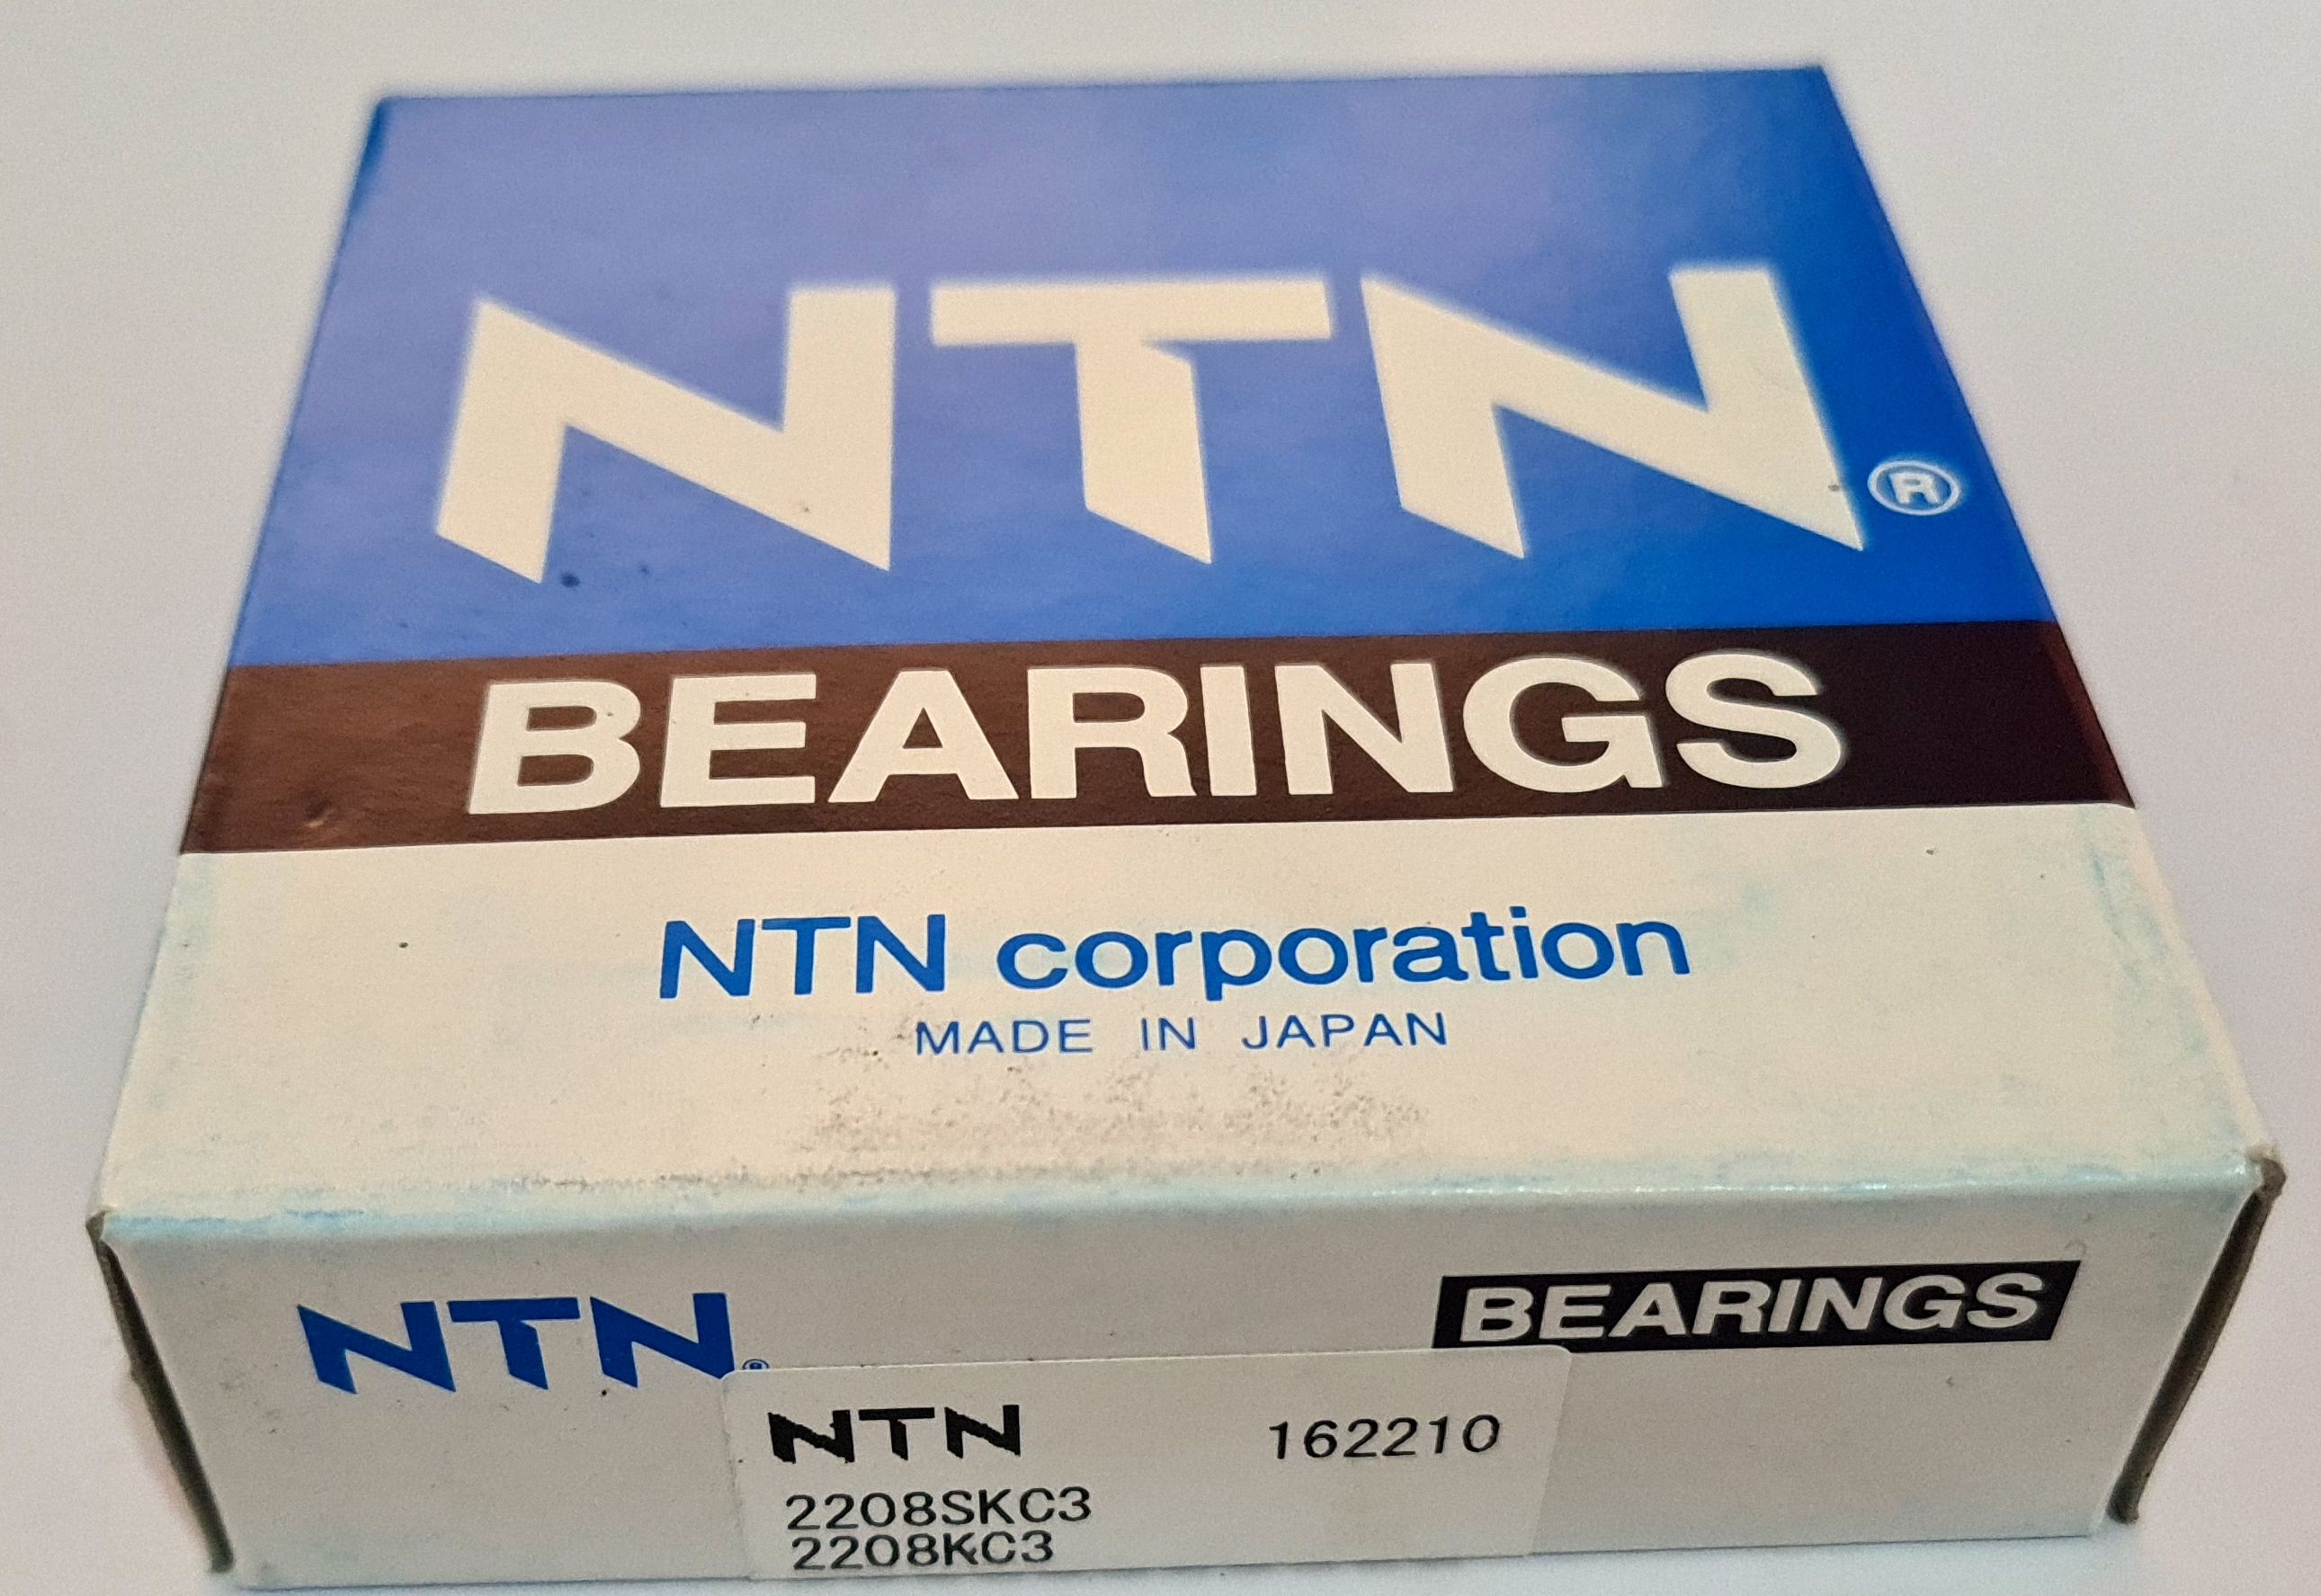 NTN®
BEARINGS
NTN corporation
MADE IN JAPAN
NTN® BEARINGS
NTN 162210
2208SKC3
2208KC3